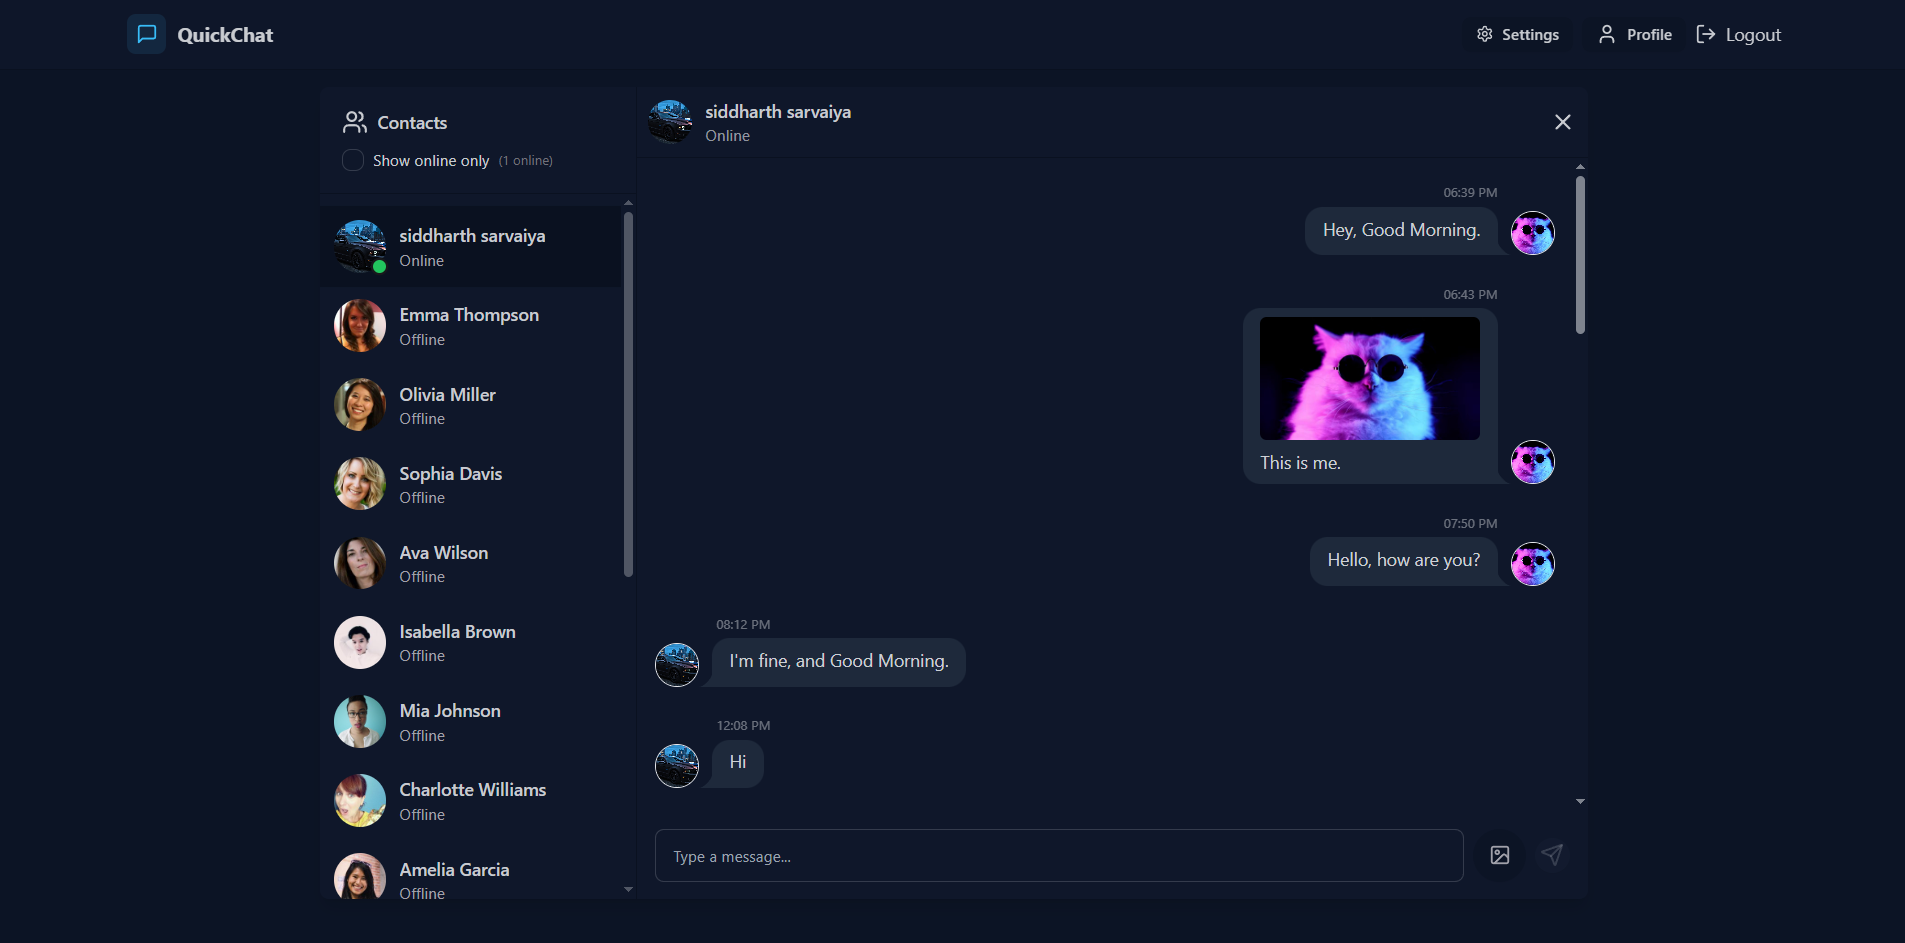 QuickChat
Settings
Profile
Logout
Contacts
Show online only (1 online)
siddharth sarvaiya
Online
Emma Thompson
Offline
Olivia Miller
Offline
Sophia Davis
Offline
Ava Wilson
Offline
Isabella Brown
Offline
Mia Johnson
Offline
Charlotte Williams
Offline
Amelia Garcia
Offline
siddharth sarvaiya
Online
06:39 PM
Hey, Good Morning.
06:43 PM
This is me.
07:50 PM
Hello, how are you?
08:12 PM
I'm fine, and Good Morning.
12:08 PM
Hi
Type a message...